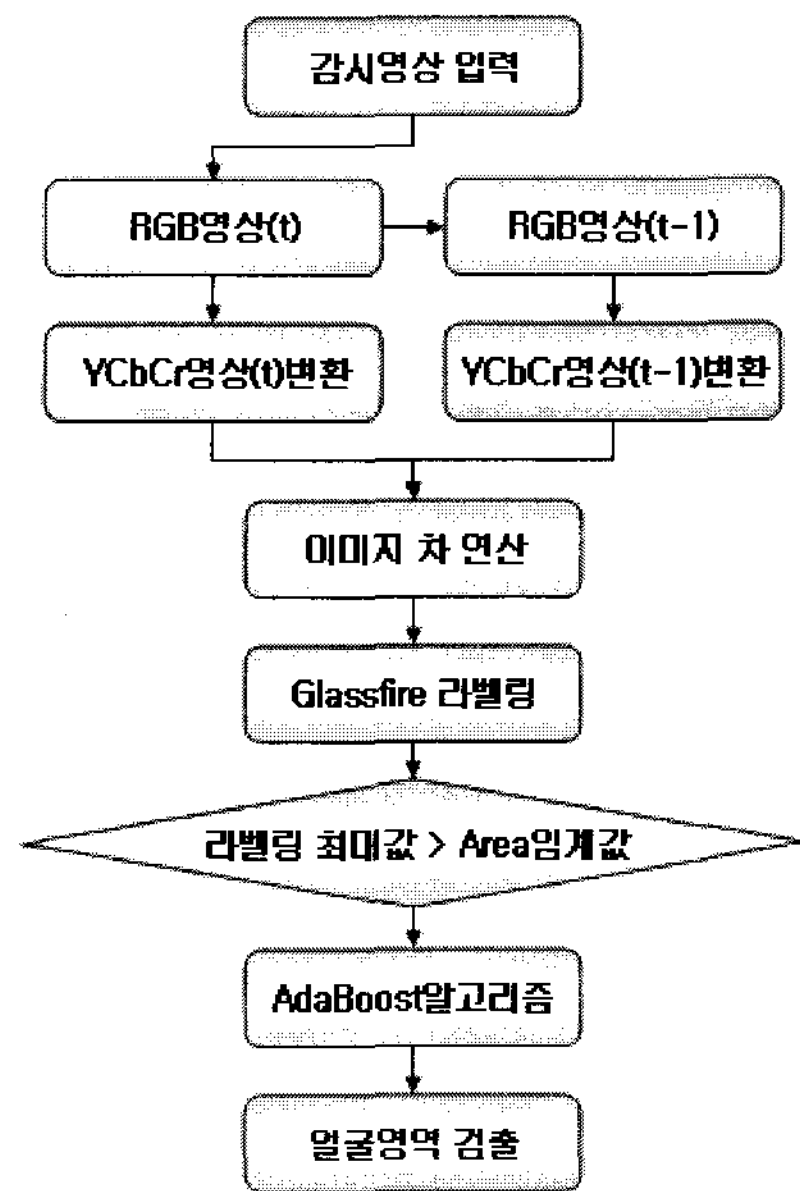 감시영상 입력
RGB영상(t)
RGB영상(t-1)
YCbCr영상(t)변환
YCbCr영상(t-1)변환
이미지 차 연산
Glassfire 라벨링
라벨링 최대값 > Area임계값
AdaBoost알고리즘
얼굴영역 검출